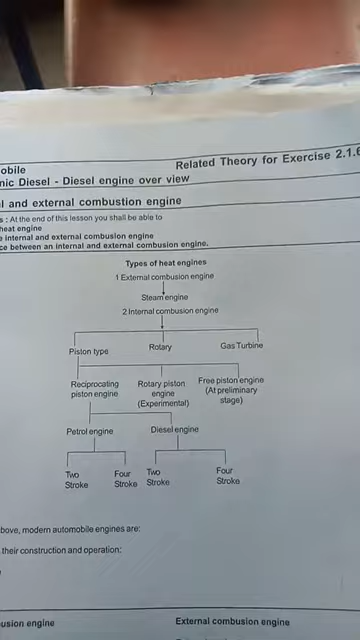 obile
Related Theory for Exercise 2.1.6
nic Diesel - Diesel engine over view
l and external combustion engine
s : At the end of this lesson you shall be able to
heat engine
e internal and external combustion engine
ce between an internal and external combustion engine.
Types of heat engines
1 External combustion engine
Steam engine
2 Internal combustion engine
Piston type Rotary Gas Turbine
Reciprocating piston engine
Rotary piston engine (Experimental)
Free piston engine (At preliminary stage)
Petrol engine Diesel engine
Two Stroke
Four Stroke
Two Stroke
Four Stroke
bove, modern automobile engines are:
their construction and operation:
ustion engine External combustion engine